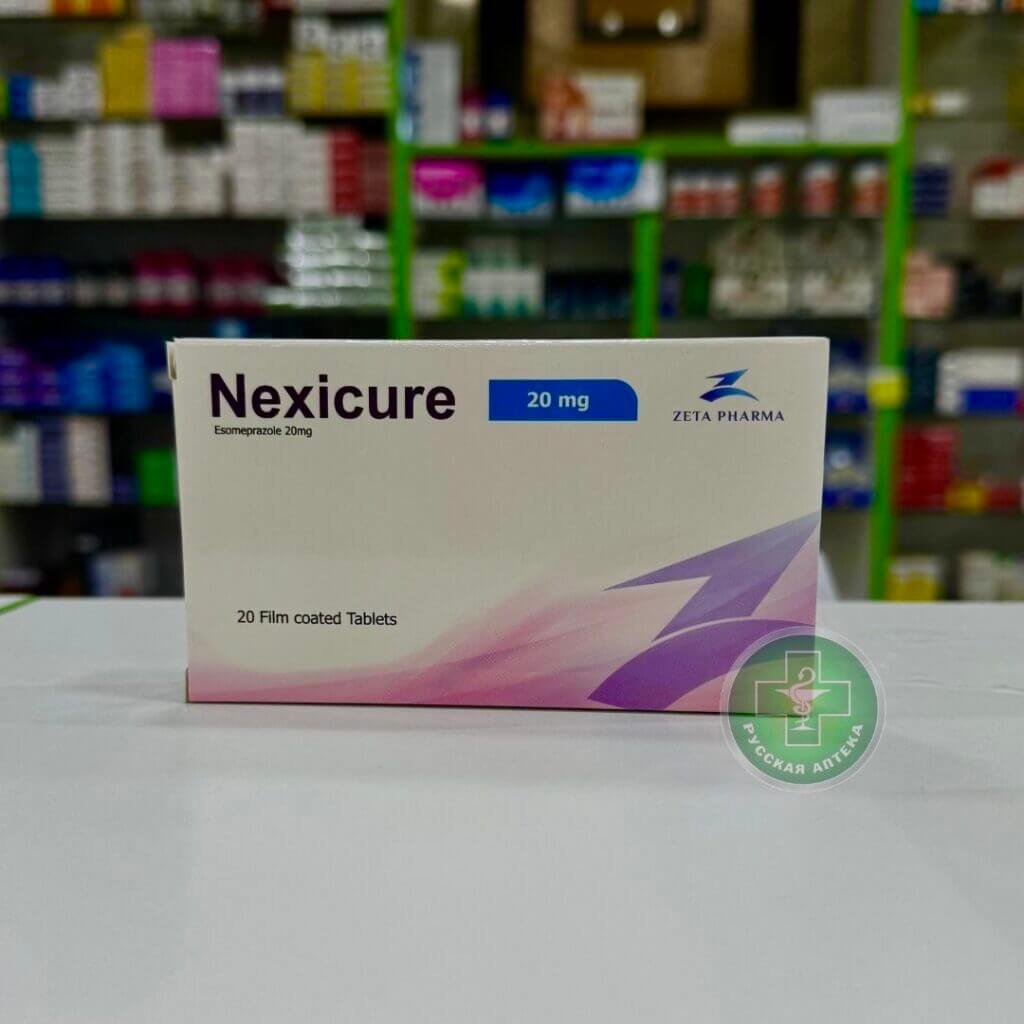 Nexicure
20 mg
ZETA PHARMA
Esomeprazole 20mg
20 Film coated Tablets
РУССКАЯ АПТЕКА